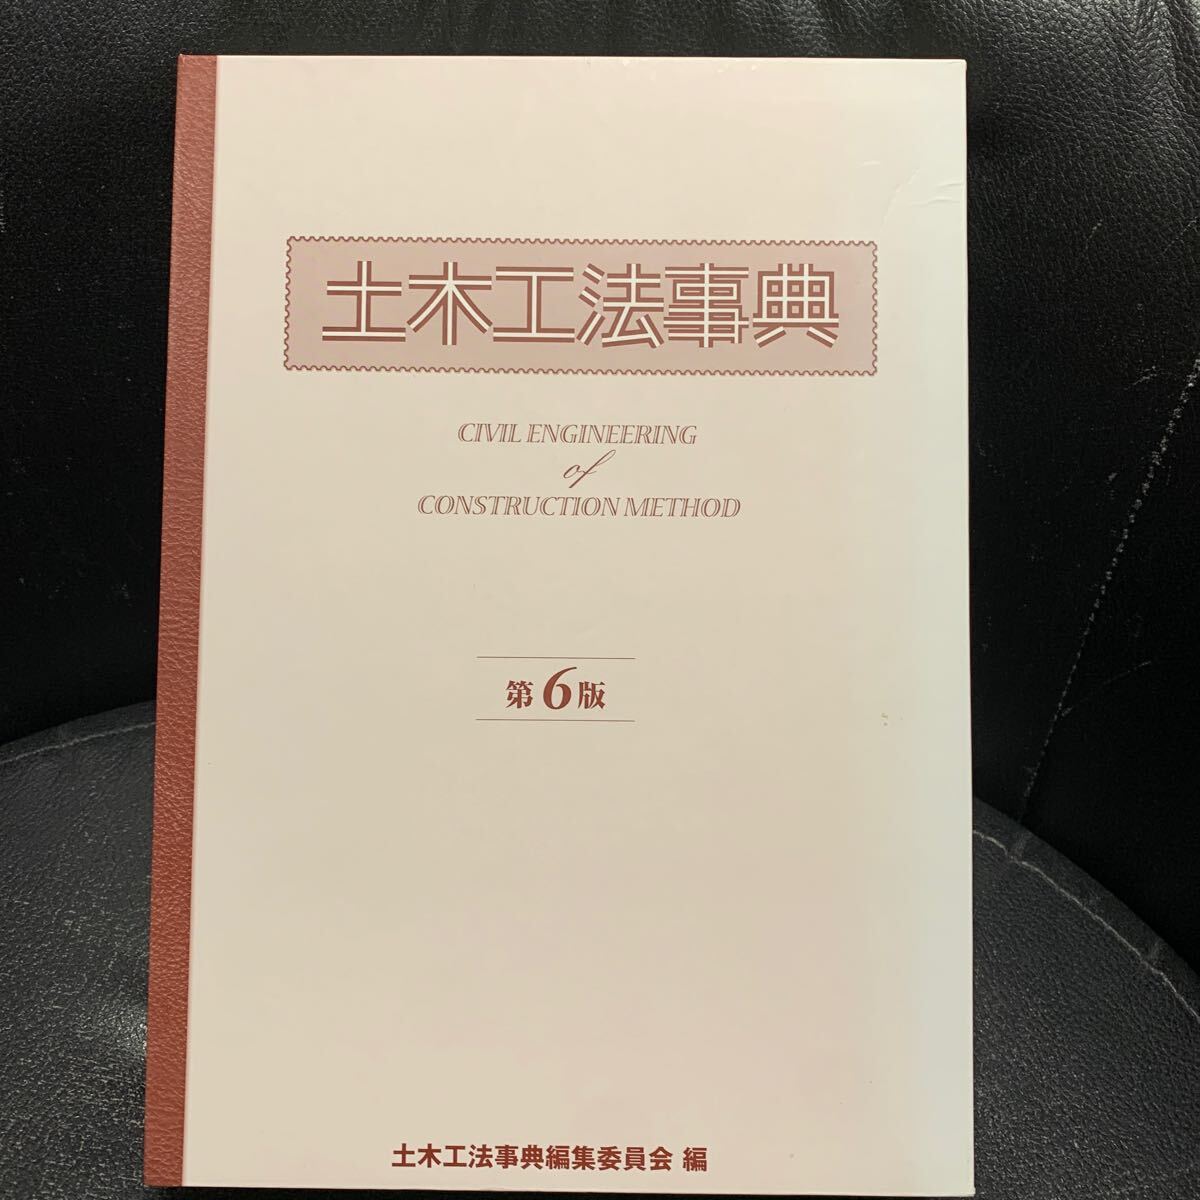 土木工法事典
CIVIL ENGINEERING
of
CONSTRUCTION METHOD
第6版
土木工法事典編集委員会 編